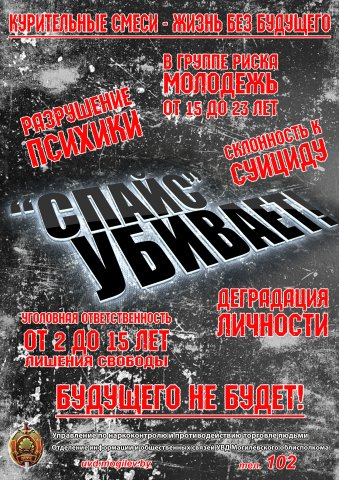 КУРИТЕЛЬНЫЕ СМЕСИ - ЖИЗНЬ БЕЗ БУДУЩЕГО
В ГРУППЕ РИСКА
МОЛОДЕЖЬ
ОТ 15 ДО 23 ЛЕТ
РАЗРУШЕНИЕ
ПСИХИКИ
СКЛОННОСТЬ К
СУИЦИДУ
"СПАЙС"
УБИВАЕТ!
ДЕГРАДАЦИЯ
ЛИЧНОСТИ
УГОЛОВНАЯ ОТВЕТСТВЕННОСТЬ
ОТ 2 ДО 15 ЛЕТ
ЛИШЕНИЯ СВОБОДЫ
БУДУЩЕГО НЕ БУДЕТ!
Управление по наркоконтролю и противодействию торговле людьми
Отделение информации и общественных связей УВД Могилевского облисполкома
uvd.mogilev.by
тел. 102